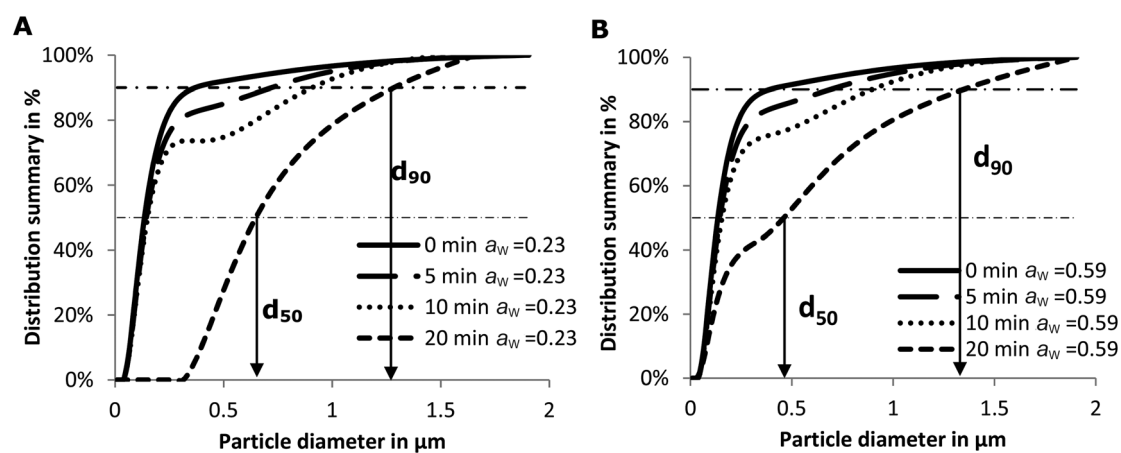 A
100%
80%
60%
40%
20%
0%
Distribution summary in %
0
0.5
1
1.5
2
Particle diameter in µm
d90
d50
0 min aw =0.23
5 min aw =0.23
10 min aw =0.23
20 min aw =0.23
B
100%
80%
60%
40%
20%
0%
Distribution summary in %
0
0.5
1
1.5
2
Particle diameter in µm
d90
d50
0 min aw =0.59
5 min aw =0.59
10 min aw =0.59
20 min aw =0.59